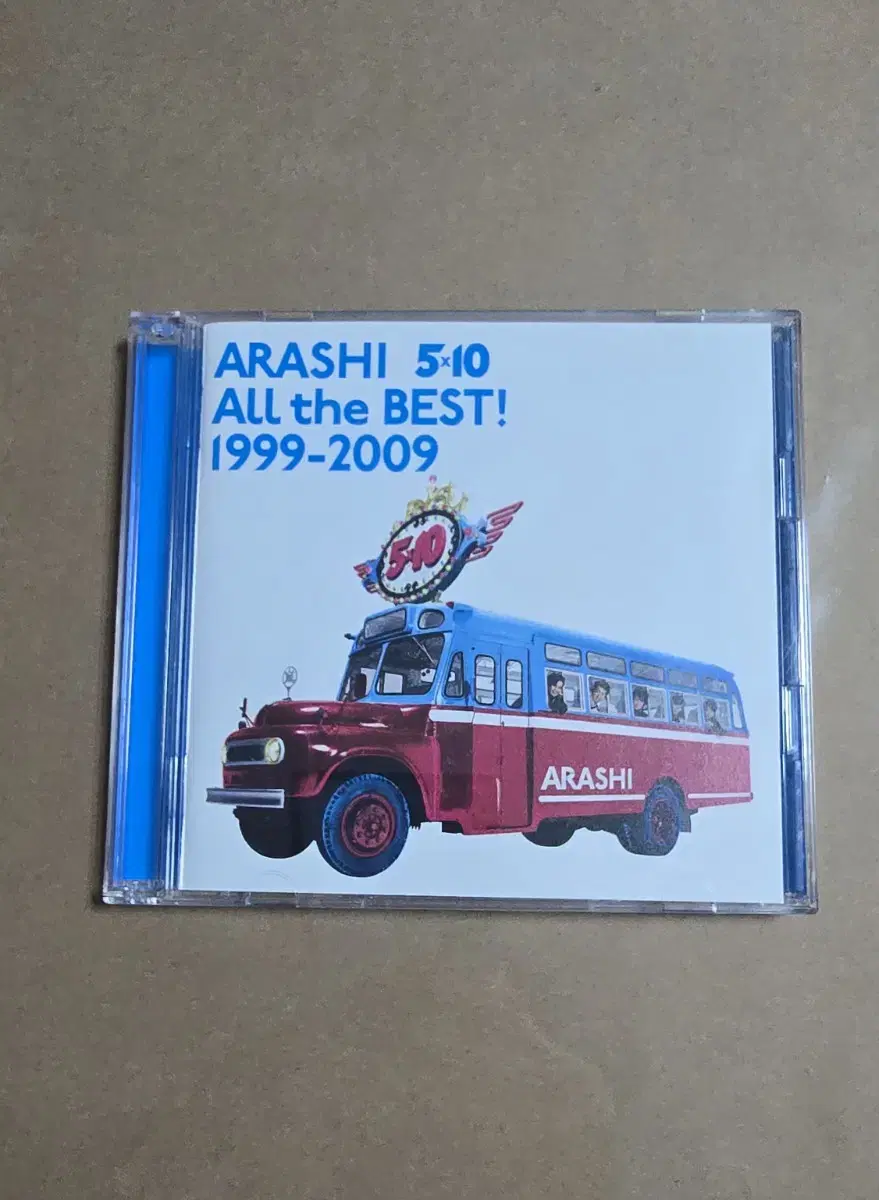 ARASHI 5×10
All the BEST!
1999-2009
5×10
ARASHI